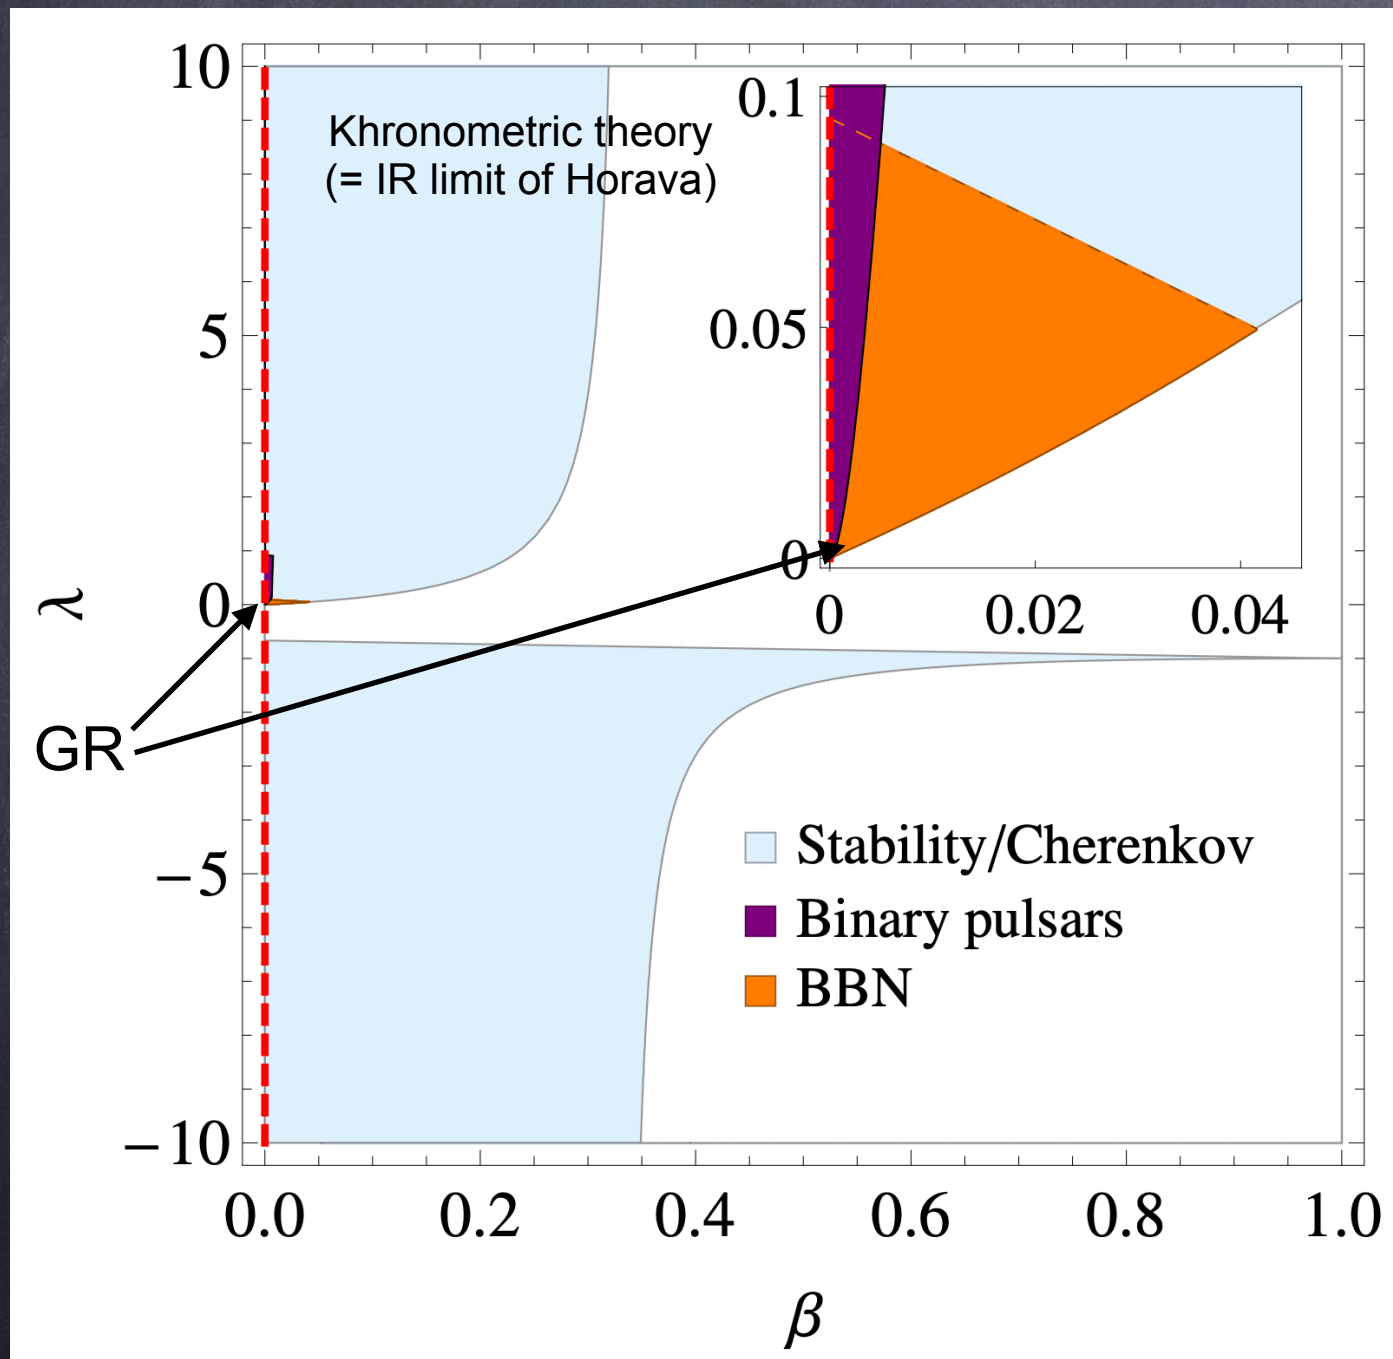 10
5
0
−5
−10
λ
Khronometric theory
(= IR limit of Horava)
0.1
0.05
0
0
0.02
0.04
GR
Stability/Cherenkov
Binary pulsars
BBN
0.0
0.2
0.4
0.6
0.8
1.0
β